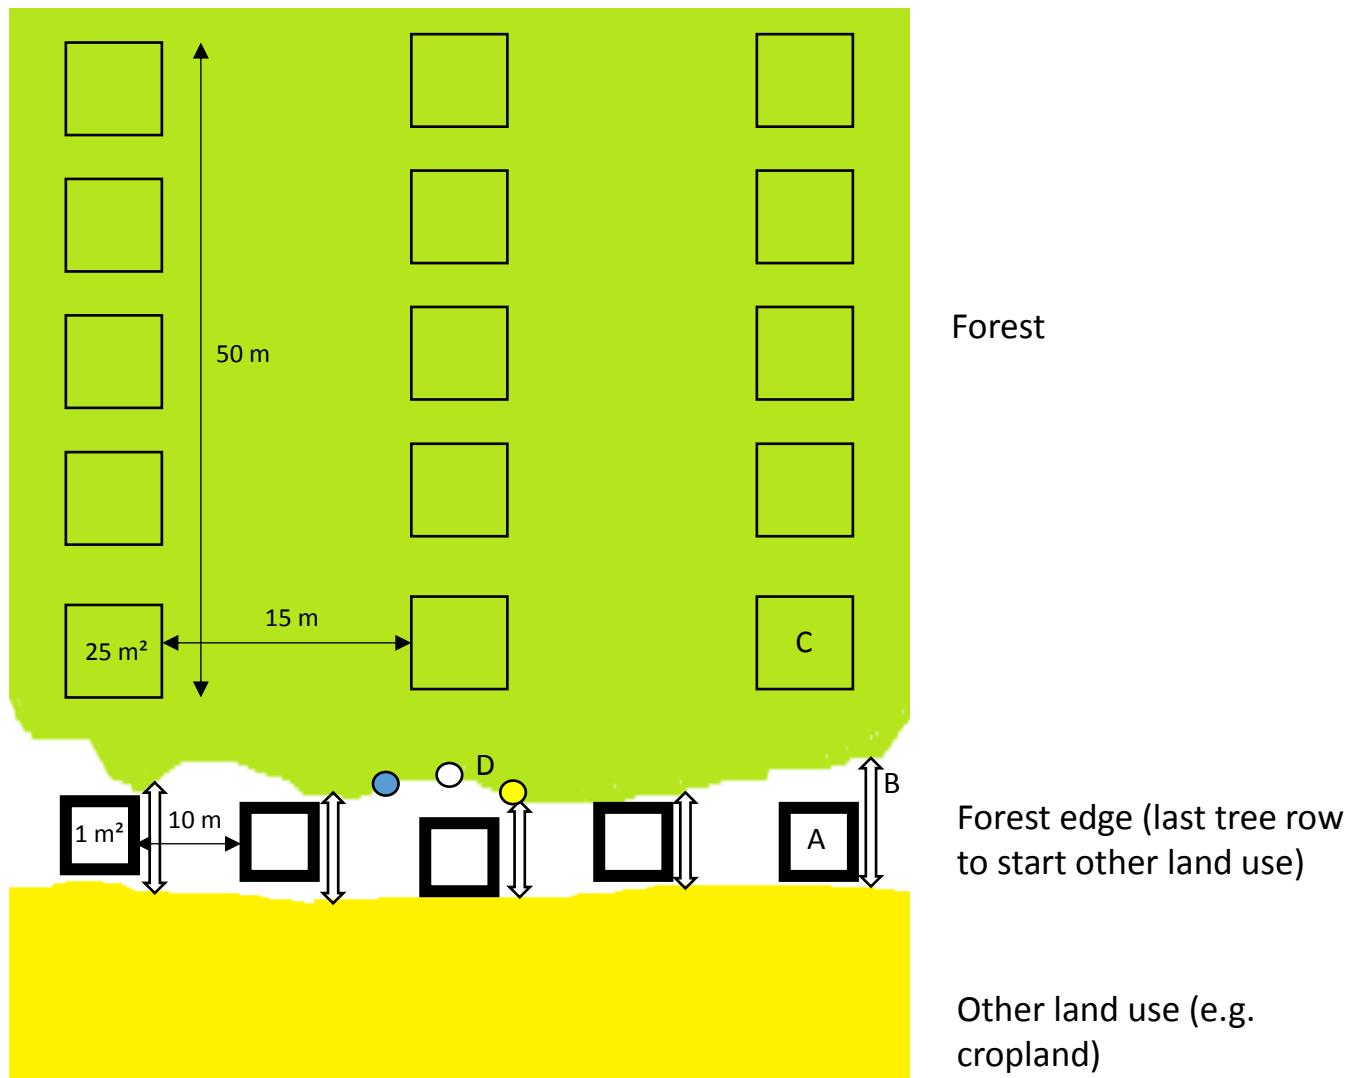 50 m
Forest
15 m
25 m²
C
D
B
1 m²
10 m
A
Forest edge (last tree row
to start other land use)
Other land use (e.g.
cropland)